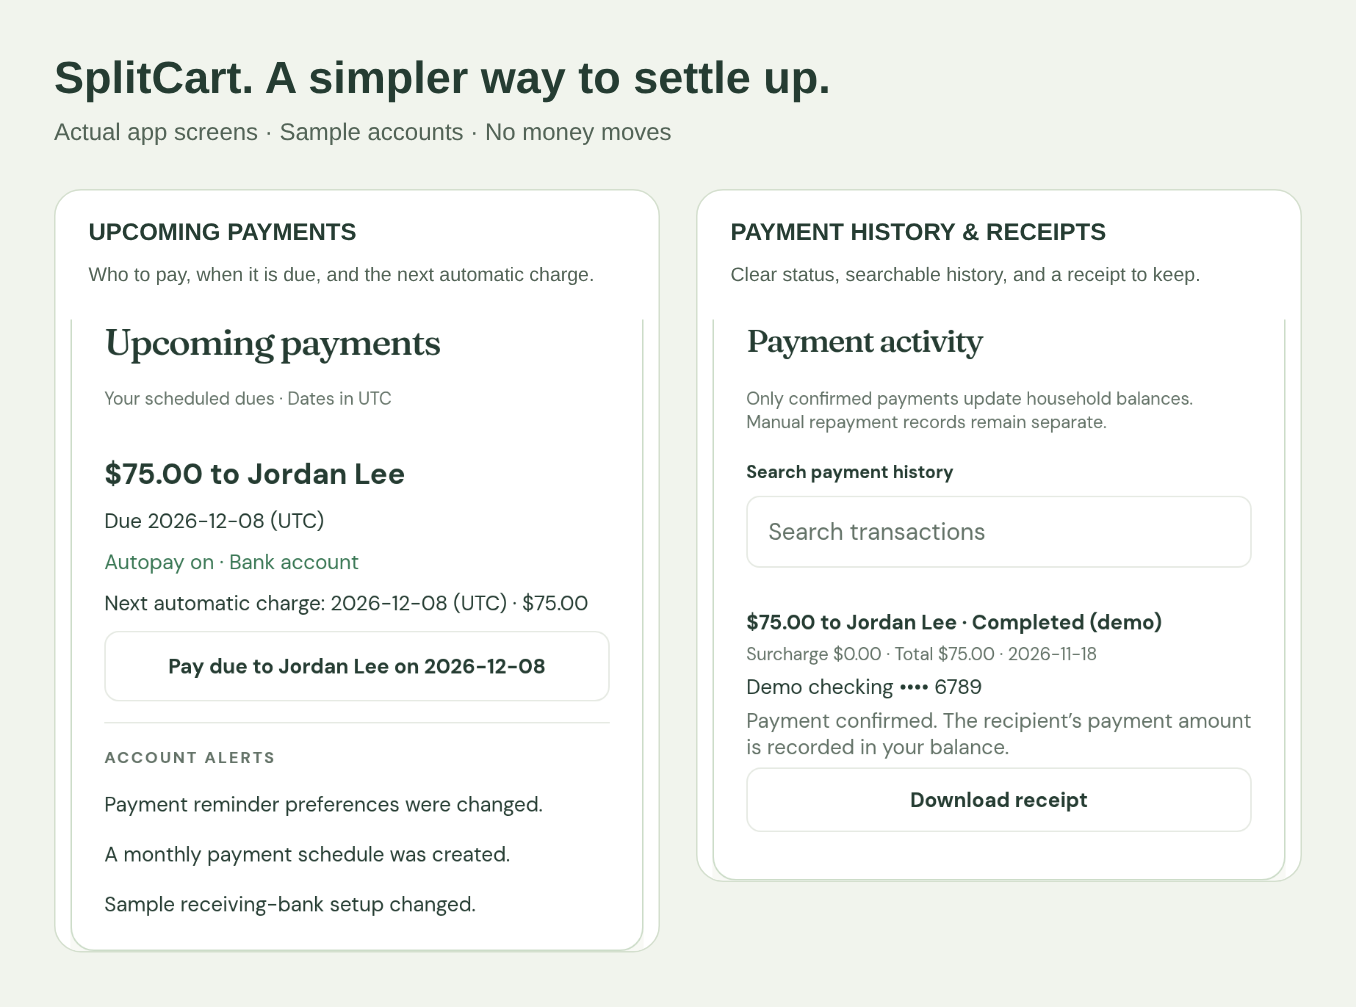 SplitCart. A simpler way to settle up.
Actual app screens · Sample accounts · No money moves
UPCOMING PAYMENTS
Who to pay, when it is due, and the next automatic charge.
Upcoming payments
Your scheduled dues · Dates in UTC
$75.00 to Jordan Lee
Due 2026-12-08 (UTC)
Autopay on · Bank account
Next automatic charge: 2026-12-08 (UTC) · $75.00
Pay due to Jordan Lee on 2026-12-08
ACCOUNT ALERTS
Payment reminder preferences were changed.
A monthly payment schedule was created.
Sample receiving-bank setup changed.
PAYMENT HISTORY & RECEIPTS
Clear status, searchable history, and a receipt to keep.
Payment activity
Only confirmed payments update household balances.
Manual repayment records remain separate.
Search payment history
Search transactions
$75.00 to Jordan Lee · Completed (demo)
Surcharge $0.00 · Total $75.00 · 2026-11-18
Demo checking •••• 6789
Payment confirmed. The recipient’s payment amount
is recorded in your balance.
Download receipt